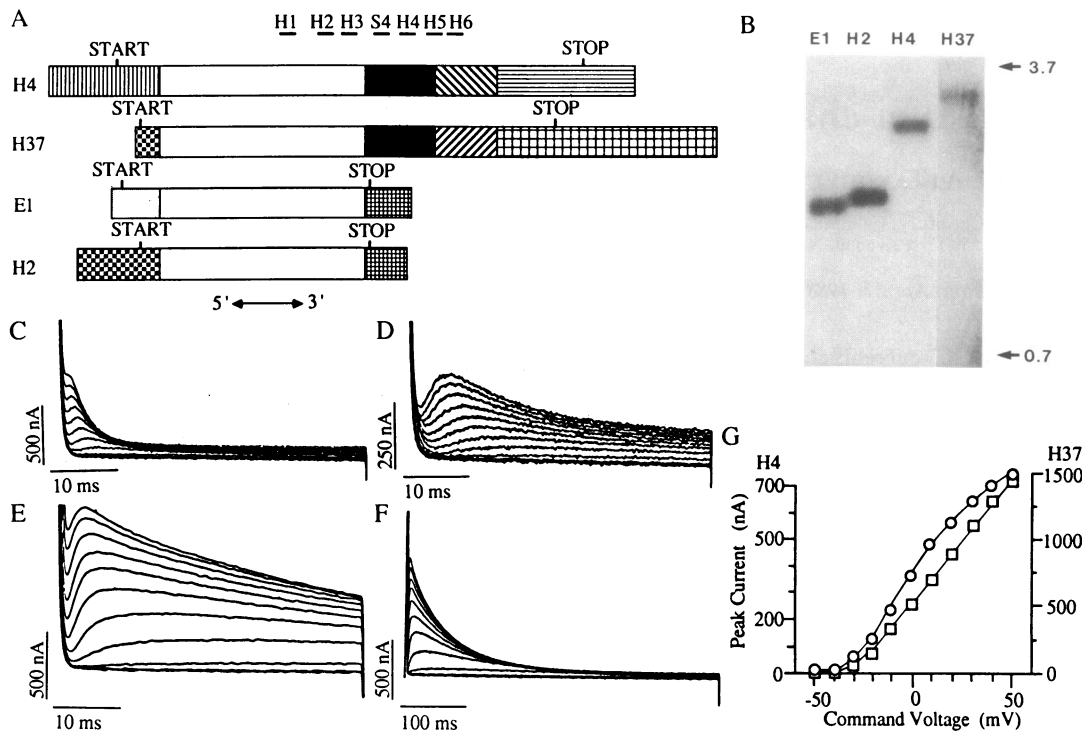 A
H1 H2 H3 S4 H4 H5 H6
START STOP
H4
START STOP
H37
START STOP
E1
START STOP
H2
5' 3'
B
E1 H2 H4 H37
3.7
0.7
C
500 nA
10 ms
D
250 nA
10 ms
E
500 nA
10 ms
F
500 nA
100 ms
G
H4 H37
700
500
200
0
Peak Current (nA)
1500
1000
500
0
-50 0 50
Command Voltage (mV)